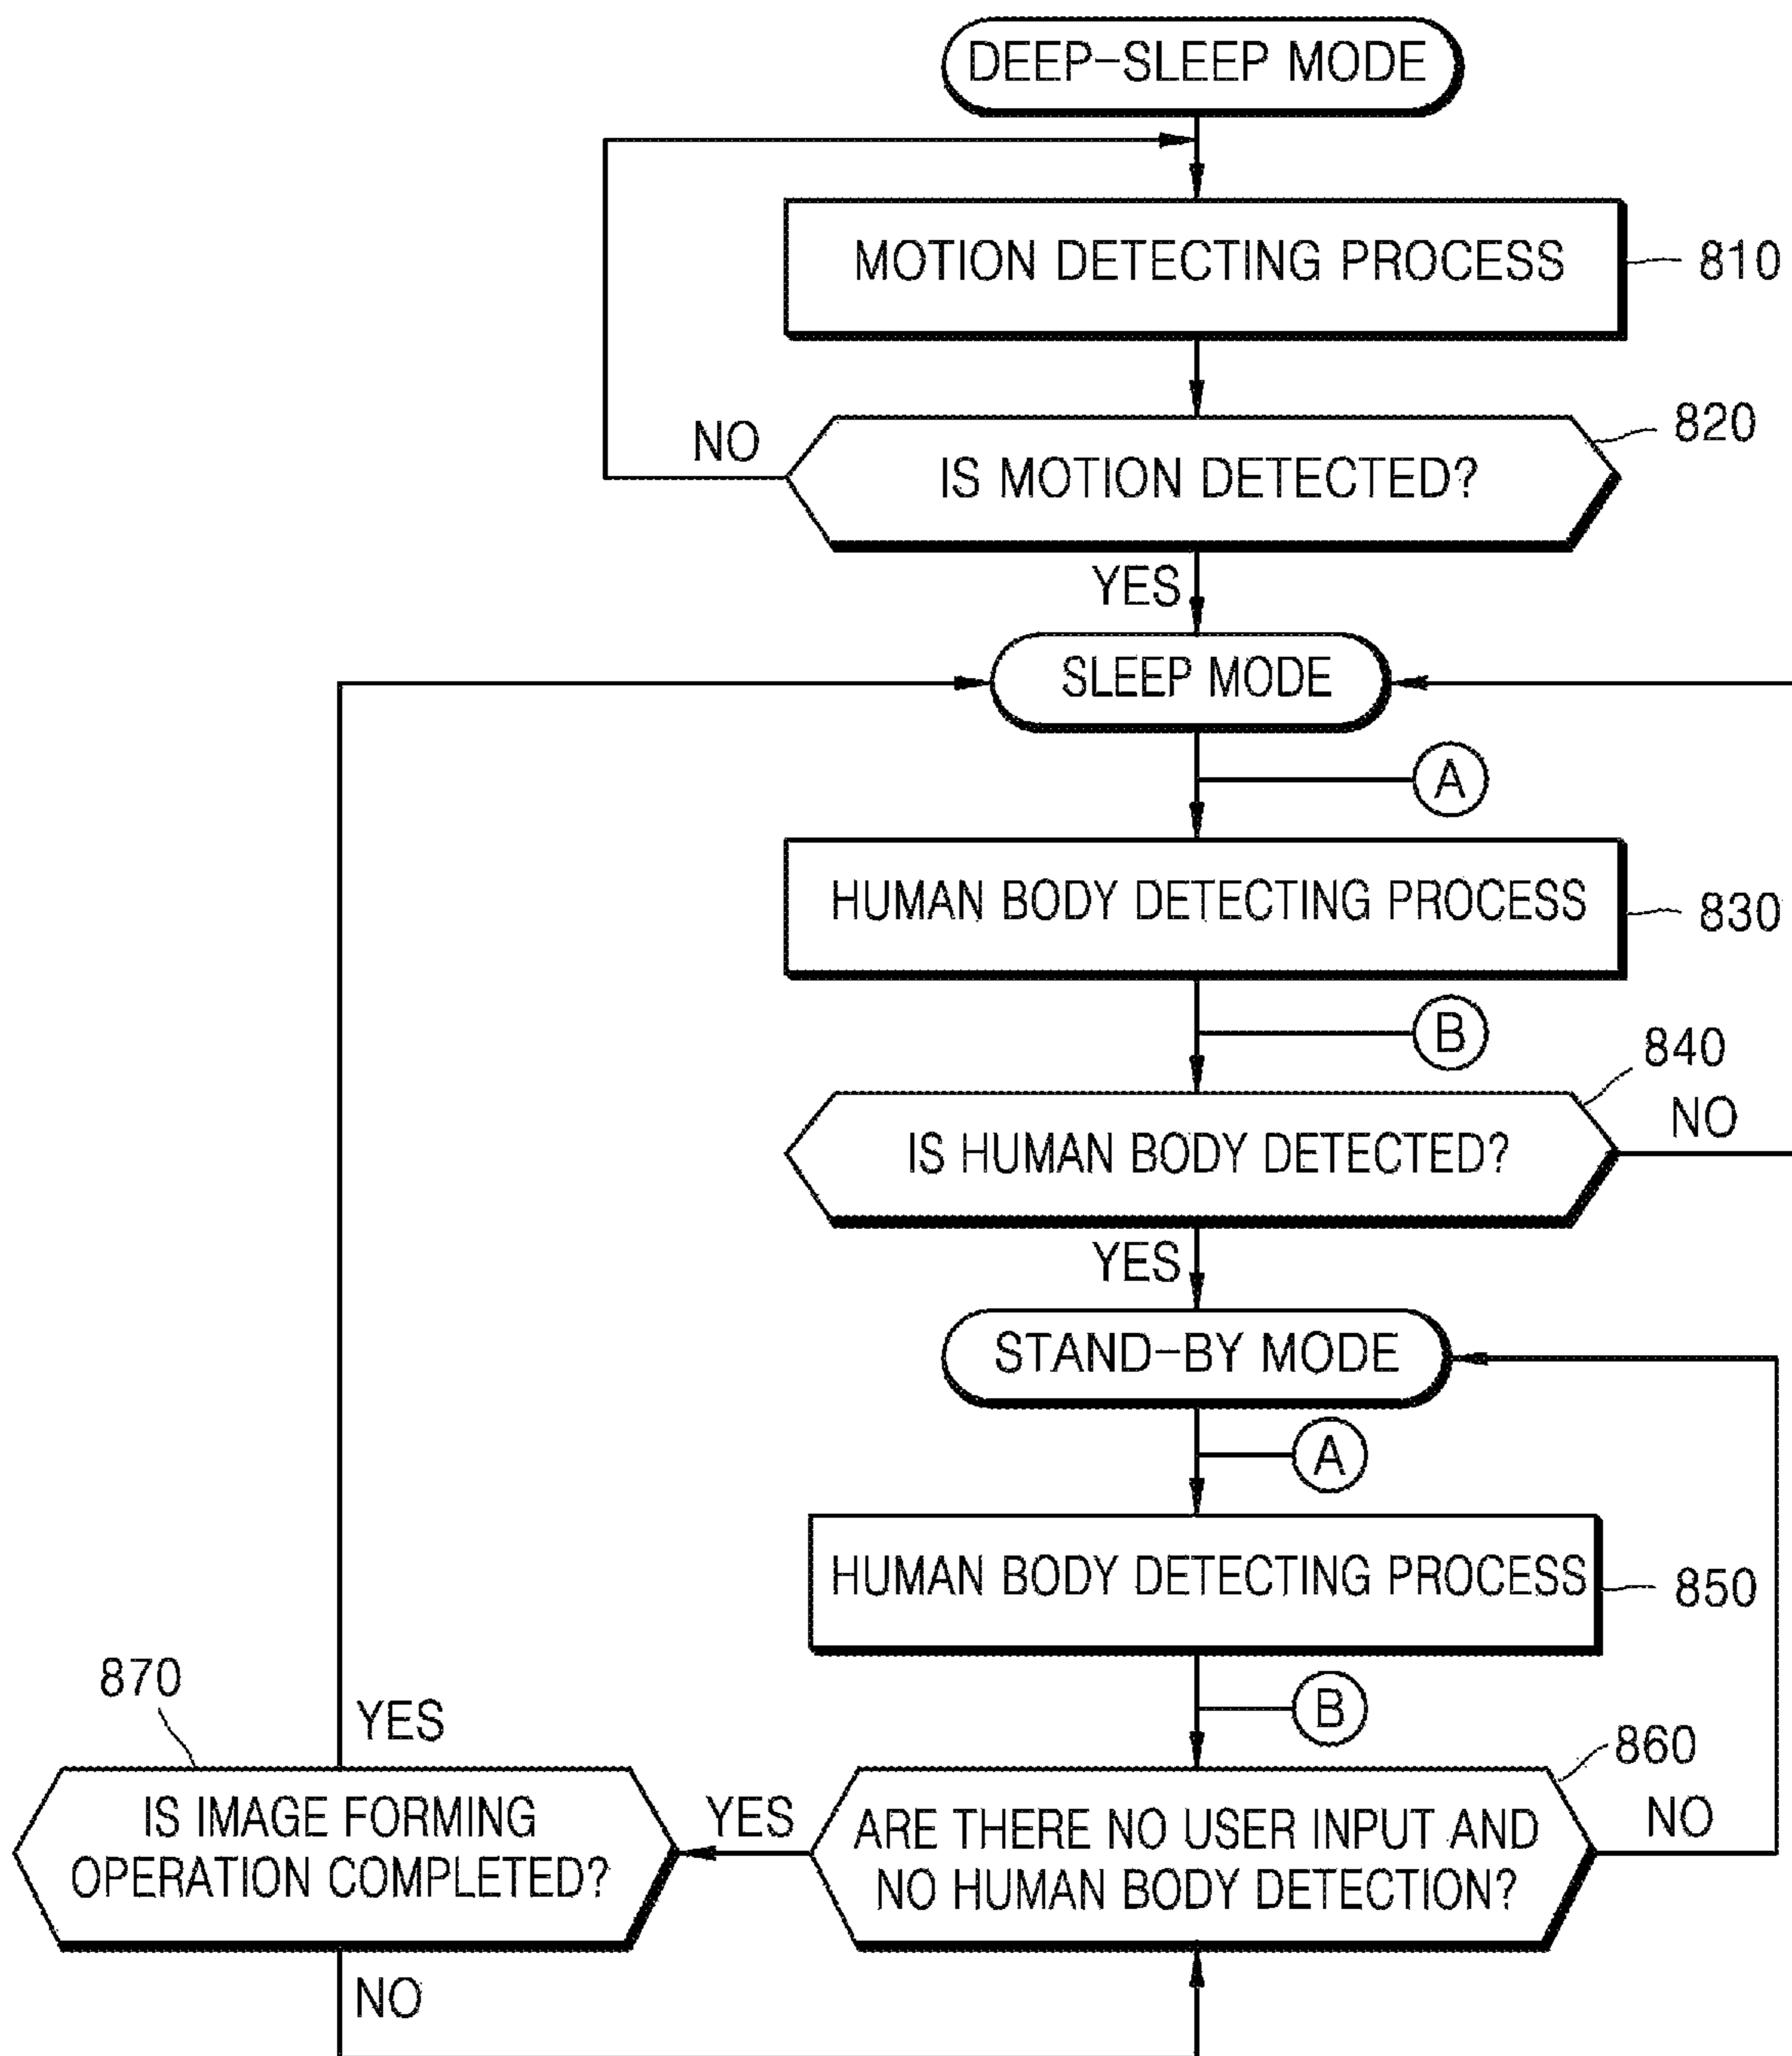 DEEP-SLEEP MODE
MOTION DETECTING PROCESS
810
820
NO
IS MOTION DETECTED?
YES
SLEEP MODE
A
HUMAN BODY DETECTING PROCESS
830
B
840
NO
IS HUMAN BODY DETECTED?
YES
STAND-BY MODE
A
HUMAN BODY DETECTING PROCESS
850
B
870
YES
860
IS IMAGE FORMING
OPERATION COMPLETED?
YES
ARE THERE NO USER INPUT AND
NO HUMAN BODY DETECTION?
NO
NO